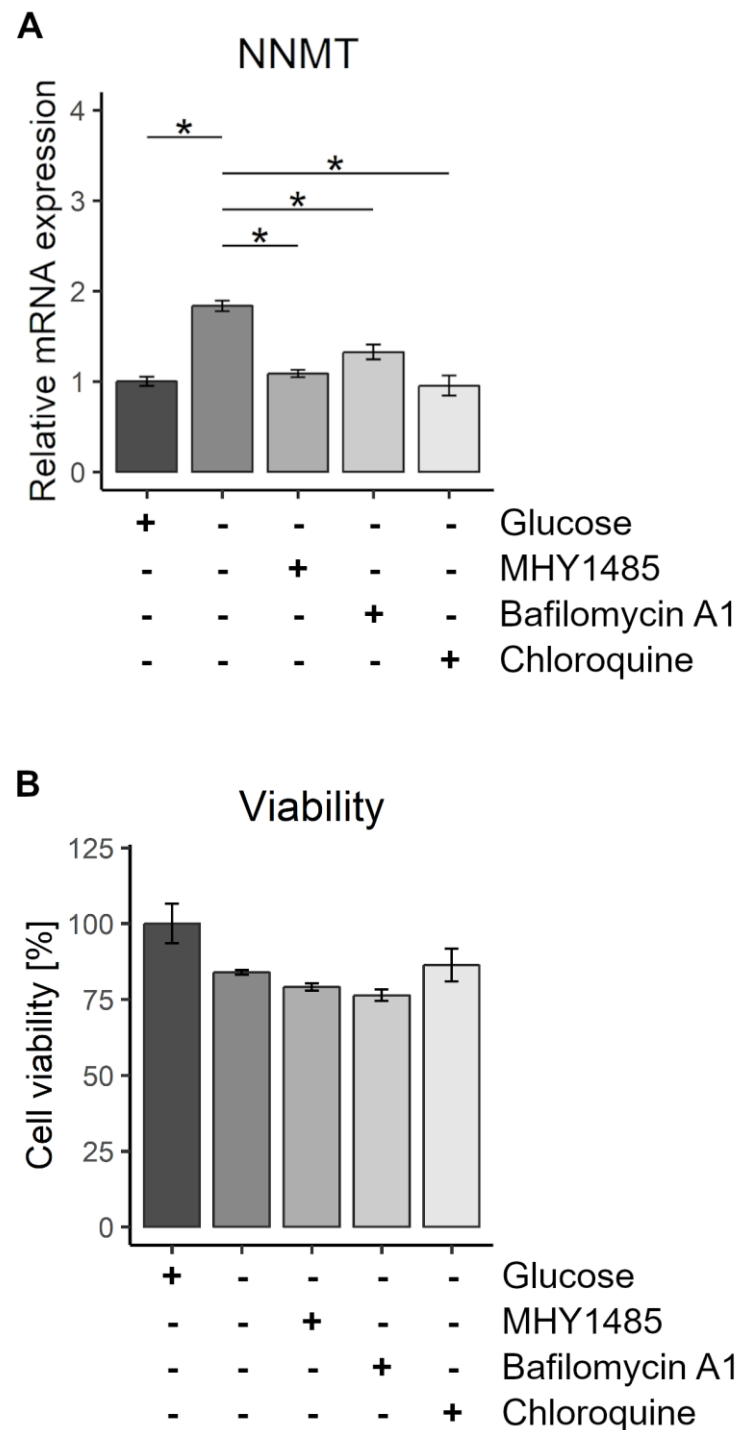 A
NNMT
Relative mRNA expression
4
3
2
1
0
*
*
*
*
+ - - - - Glucose
- - + - - MHY1485
- - - + - Bafilomycin A1
- - - - + Chloroquine
B
Viability
Cell viability [%]
125
100
75
50
25
0
+ - - - - Glucose
- - + - - MHY1485
- - - + - Bafilomycin A1
- - - - + Chloroquine